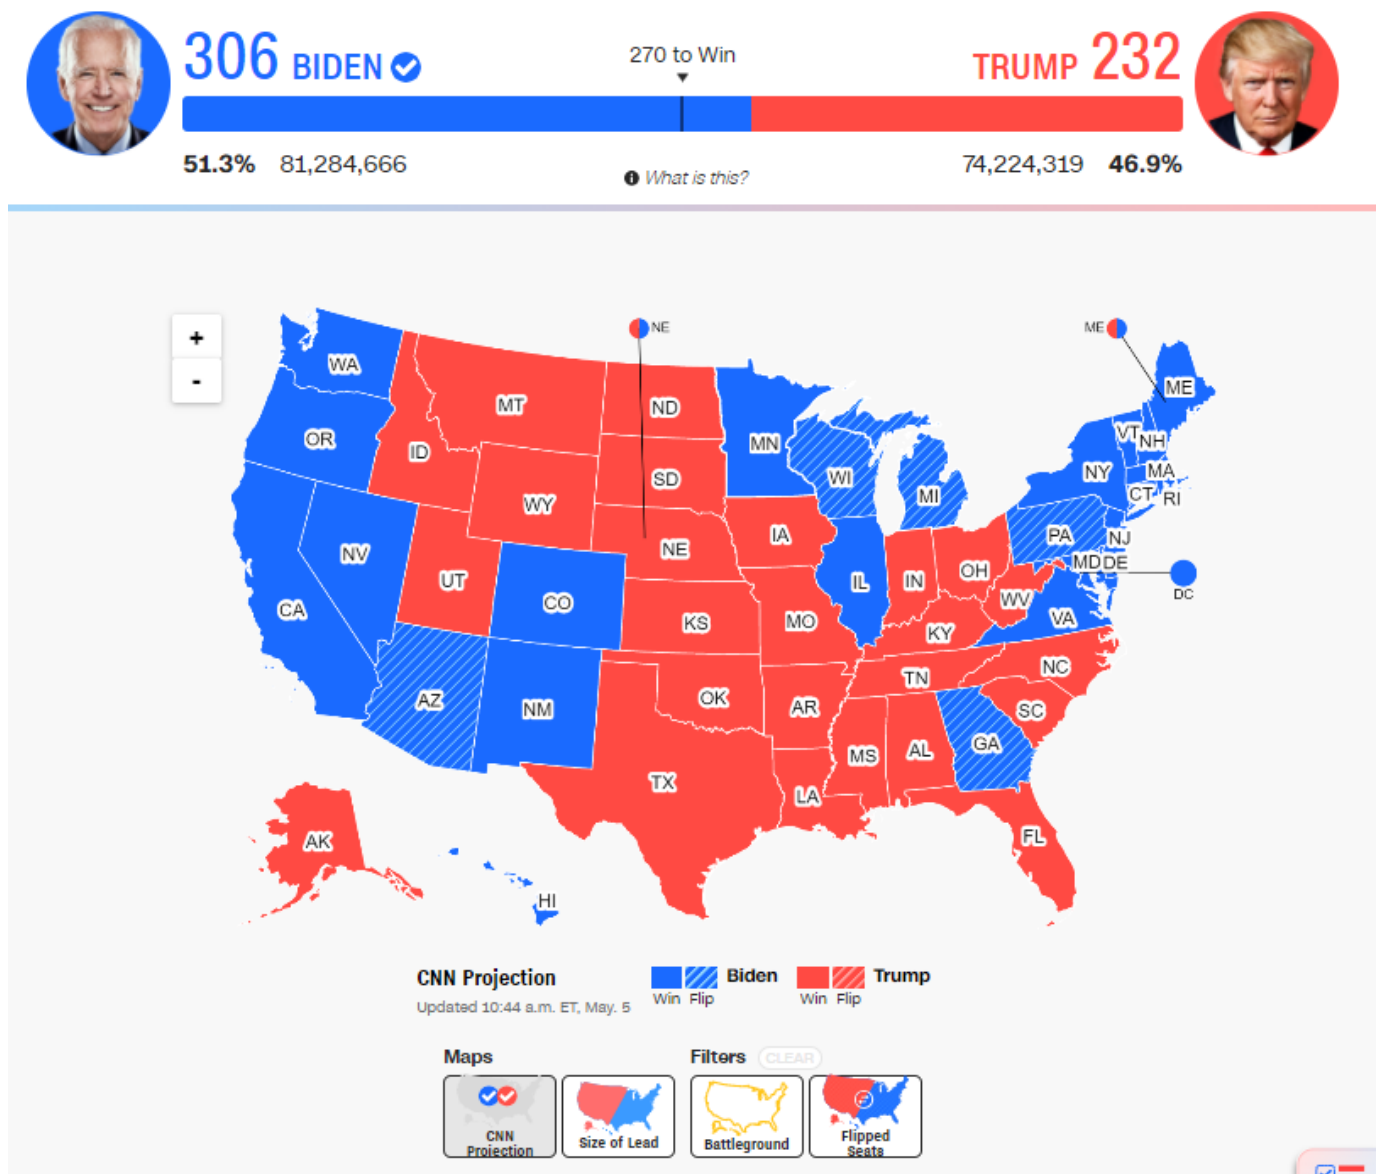 306 BIDEN
270 to Win
TRUMP 232
51.3% 81,284,666
What is this?
74,224,319 46.9%
+
-
NE
ME
WA
MT
ND
MN
ME
OR
ID
SD
WI
MI
VT
NH
NY
MA
CT
RI
WY
NV
UT
CO
NE
IA
IL
IN
OH
PA
NJ
MD
DE
DC
WV
VA
CA
KS
MO
KY
NC
TN
AZ
NM
OK
AR
SC
MS
AL
GA
TX
LA
FL
AK
HI
CNN Projection
Updated 10:44 a.m. ET, May. 5
Biden
Win Flip
Trump
Win Flip
Maps
Filters CLEAR
CNN
Projection
Size of Lead
Battleground
Flipped
Seats